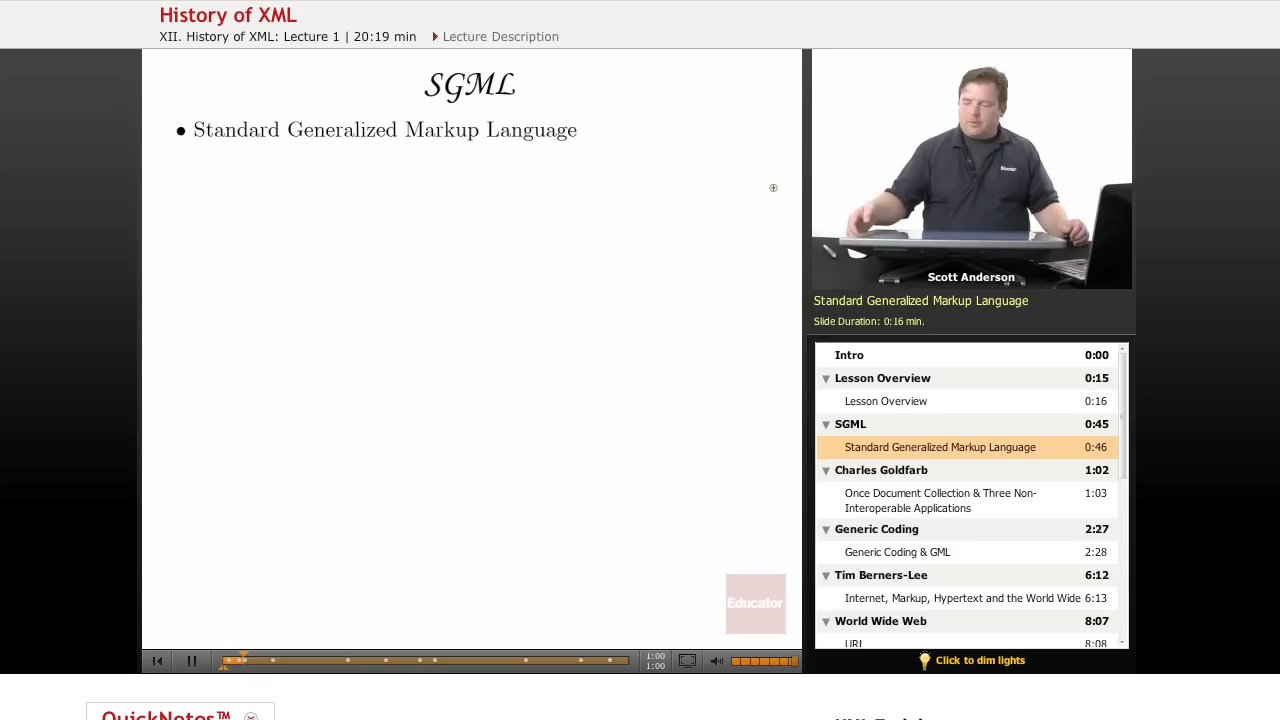 History of XML
XII. History of XML: Lecture 1 | 20:19 min Lecture Description
SGML
• Standard Generalized Markup Language
Educator
Scott Anderson
Standard Generalized Markup Language
Slide Duration: 0:16 min.
Intro 0:00
Lesson Overview 0:15
Lesson Overview 0:16
SGML 0:45
Standard Generalized Markup Language 0:46
Charles Goldfarb 1:02
Once Document Collection & Three Non-
Interoperable Applications 1:03
Generic Coding 2:27
Generic Coding & GML 2:28
Tim Berners-Lee 6:12
Internet, Markup, Hypertext and the World Wide 6:13
World Wide Web 8:07
URL 8:08
1:00
1:00
Click to dim lights
QuickNotes™